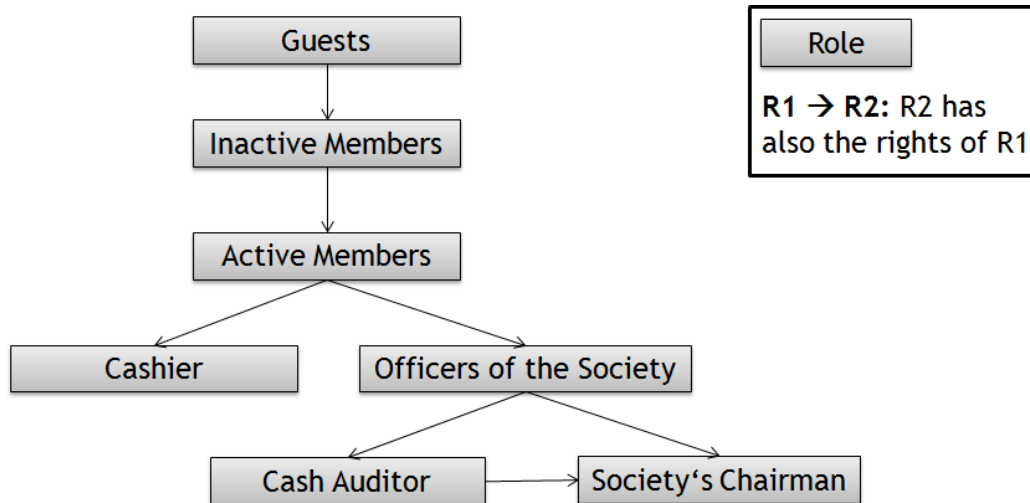 Guests
Role
R1 → R2: R2 has
also the rights of R1
Inactive Members
Active Members
Cashier
Officers of the Society
Cash Auditor
Society‘s Chairman